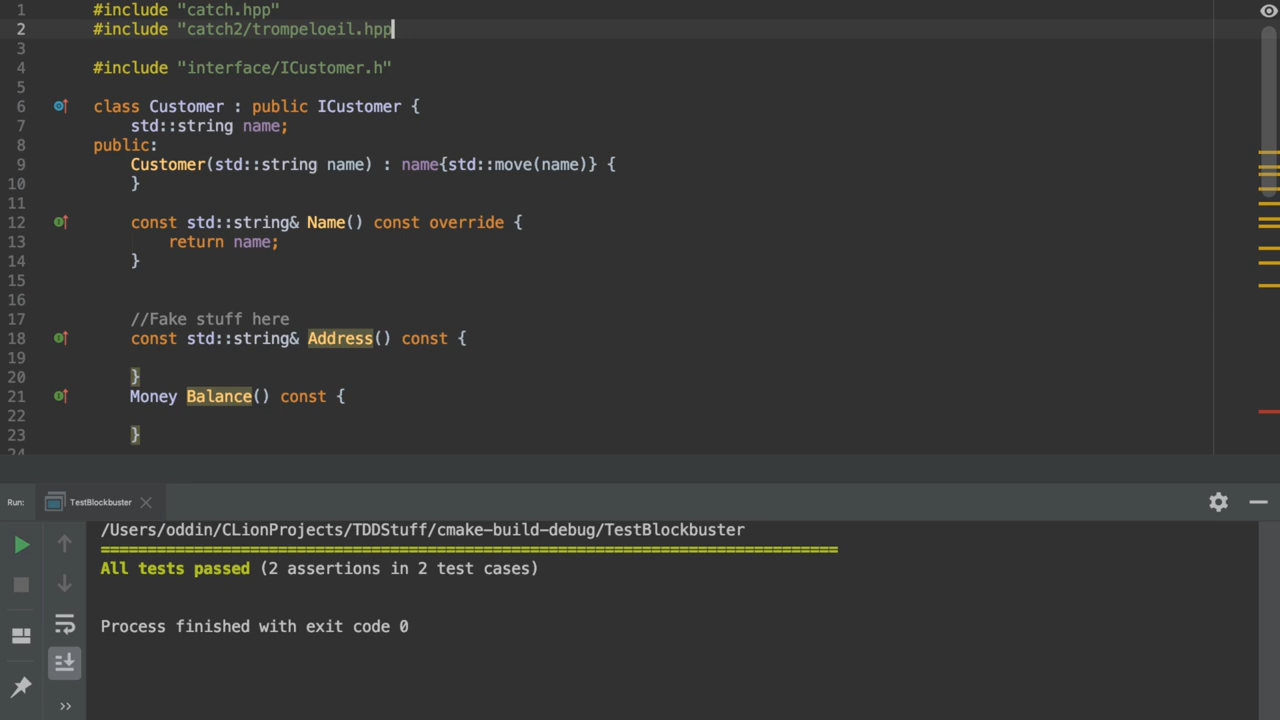 1 #include "catch.hpp"
2 #include "catch2/trompeloeil.hpp
3
4 #include "interface/ICustomer.h"
5
6 class Customer : public ICustomer {
7 std::string name;
8 public:
9 Customer(std::string name) : name{std::move(name)} {
10 }
11
12 const std::string& Name() const override {
13 return name;
14 }
15
16
17 //Fake stuff here
18 const std::string& Address() const {
19
20 }
21 Money Balance() const {
22
23 }
24
Run: TestBlockbuster
/Users/oddin/CLionProjects/TDDStuff/cmake-build-debug/TestBlockbuster
===============================================================================
All tests passed (2 assertions in 2 test cases)
Process finished with exit code 0